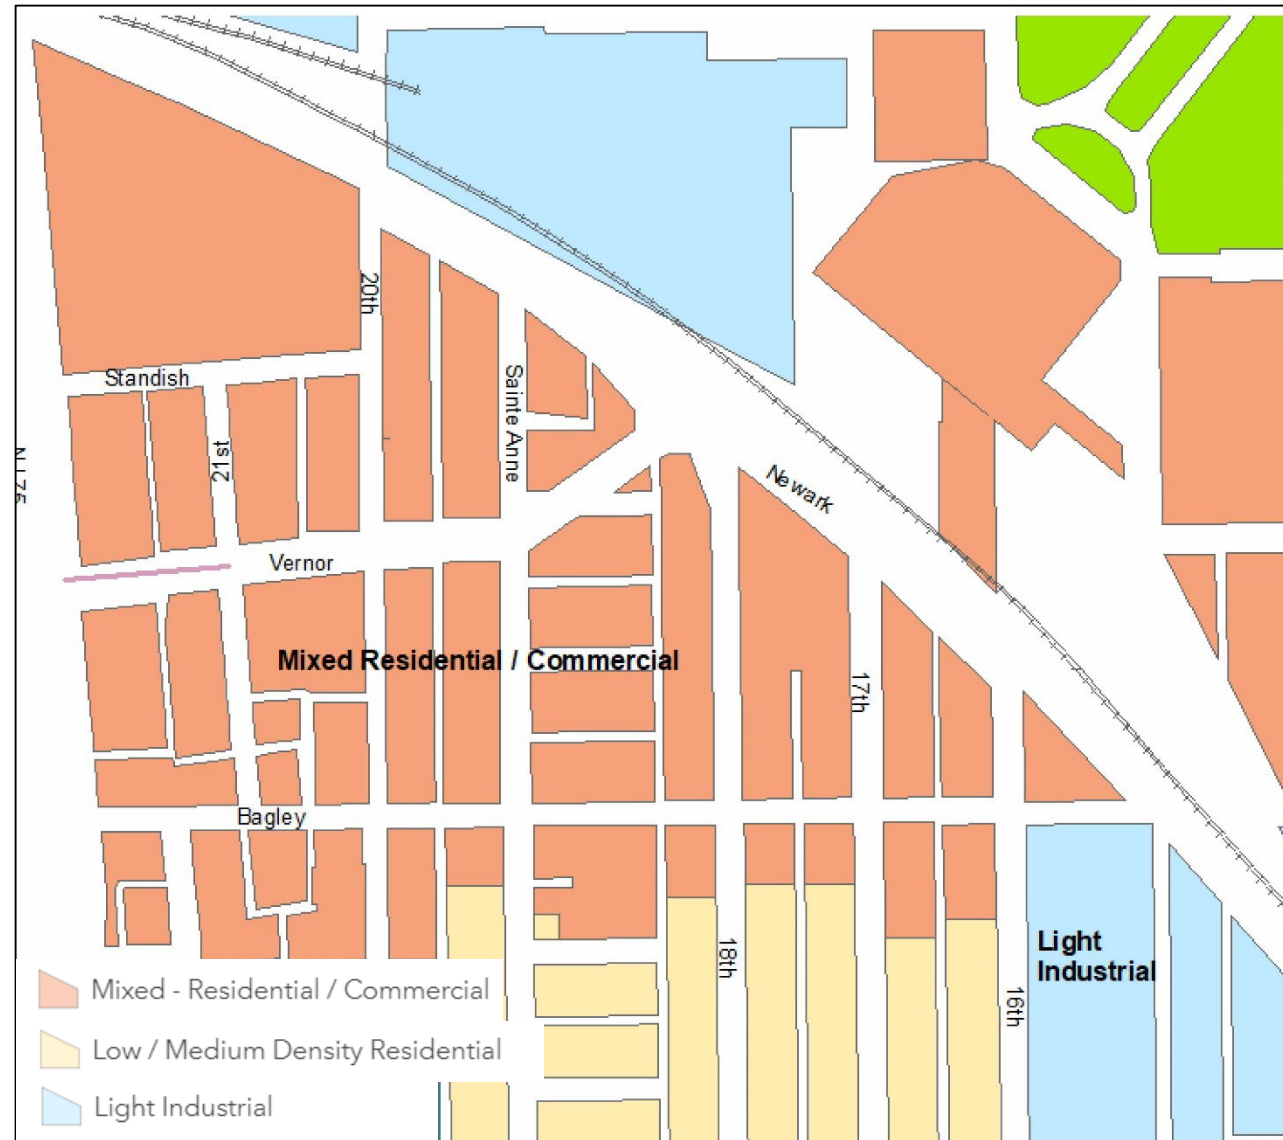 20th
Standish
Sainte Anne
21st
Newark
Vernor
Mixed Residential / Commercial
17th
Bagley
18th
Light
Industrial
16th
Mixed - Residential / Commercial
Low / Medium Density Residential
Light Industrial